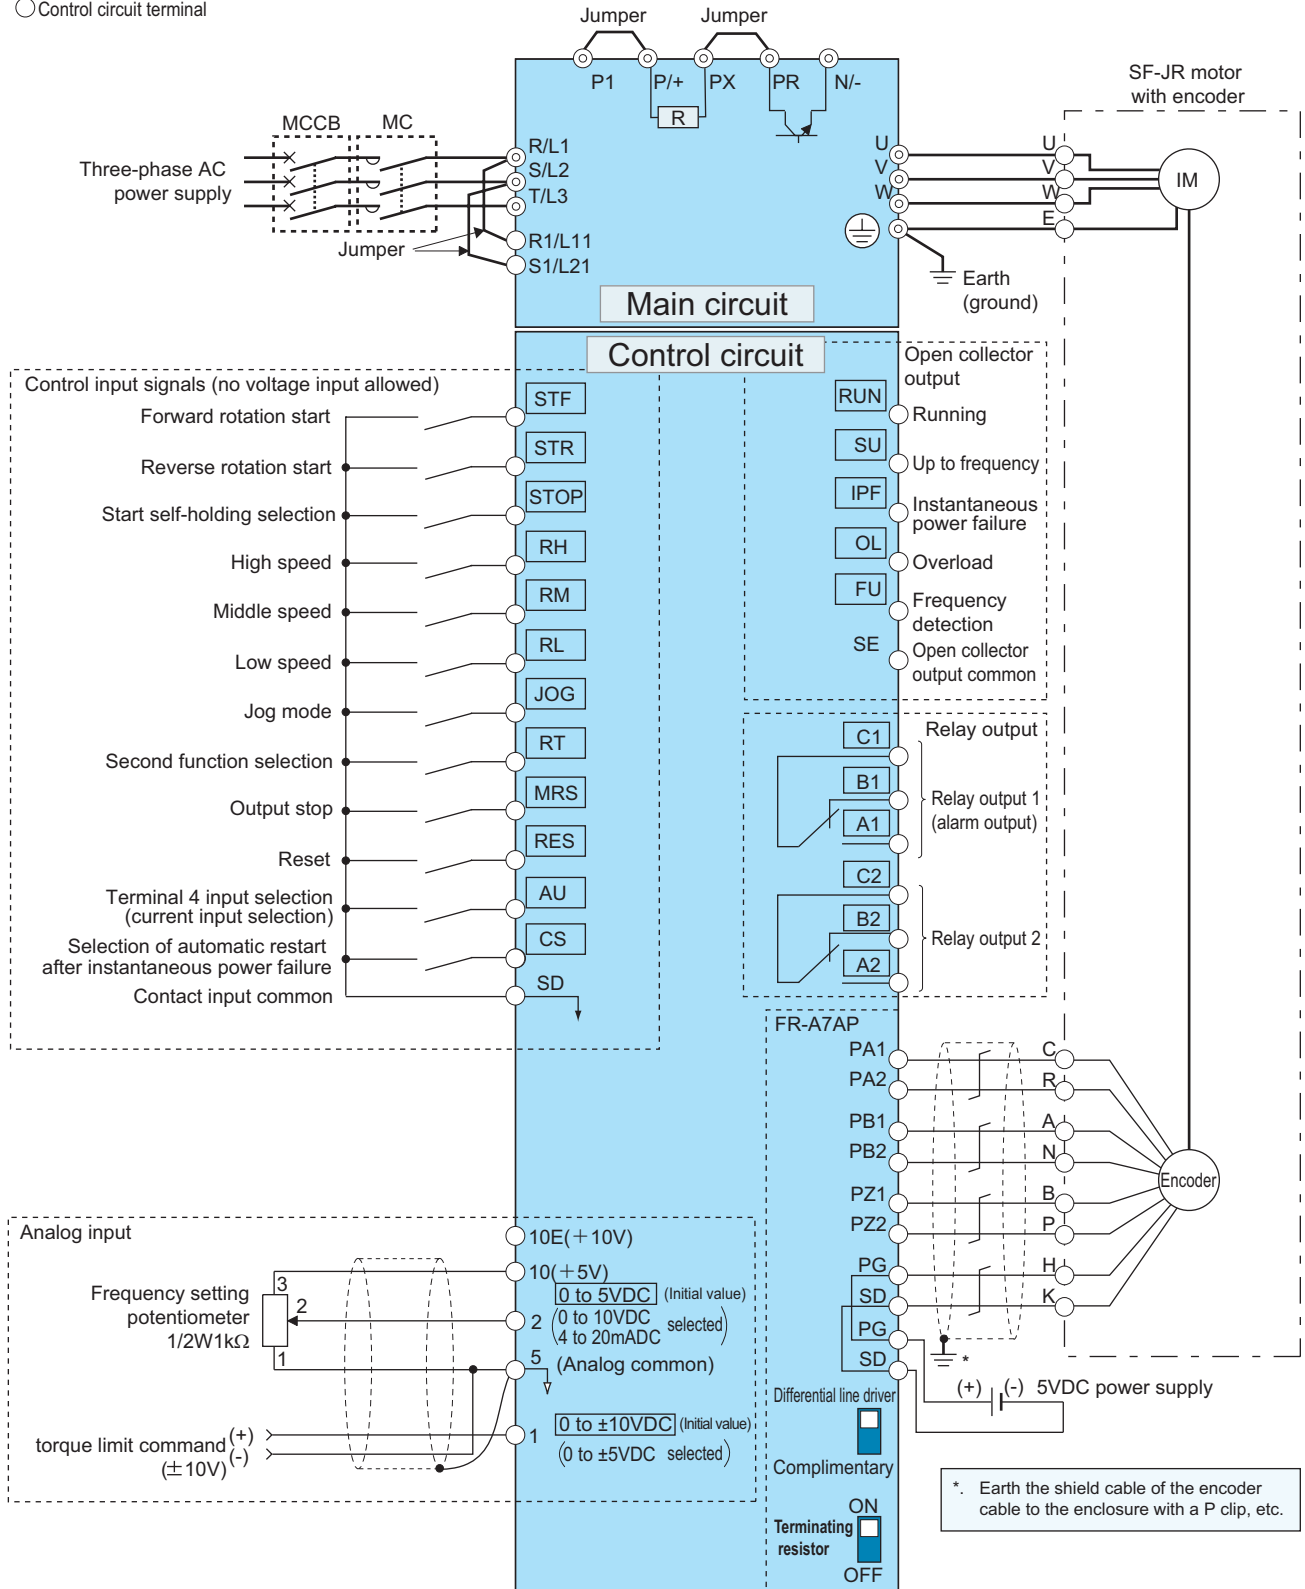 Control circuit terminal
Jumper
Jumper
P1
P/+
PX
PR
N/-
R
SF-JR motor
with encoder
MCCB
MC
Three-phase AC
power supply
R/L1
S/L2
T/L3
Jumper
R1/L11
S1/L21
U
V
W
U
V
W
E
IM
Earth
(ground)
Main circuit
Control circuit
Control input signals (no voltage input allowed)
Forward rotation start
STF
Reverse rotation start
STR
Start self-holding selection
STOP
High speed
RH
Middle speed
RM
Low speed
RL
Jog mode
JOG
Second function selection
RT
Output stop
MRS
Reset
RES
Terminal 4 input selection
(current input selection)
AU
Selection of automatic restart
after instantaneous power failure
CS
Contact input common
SD
Open collector
output
RUN
Running
SU
Up to frequency
IPF
Instantaneous
power failure
OL
Overload
FU
Frequency
detection
SE
Open collector
output common
Relay output
C1
B1
A1
Relay output 1
(alarm output)
C2
B2
A2
Relay output 2
FR-A7AP
PA1
C
PA2
R
PB1
A
PB2
N
PZ1
B
PZ2
P
PG
H
SD
K
PG
SD
Encoder
*
(+)
(-)
5VDC power supply
Differential line driver
Complimentary
ON
Terminating
resistor
OFF
*. Earth the shield cable of the encoder
cable to the enclosure with a P clip, etc.
Analog input
10E(+10V)
10(+5V)
Frequency setting
potentiometer
1/2W1kΩ
3
2
1
0 to 5VDC (Initial value)
2
(0 to 10VDC
4 to 20mADC selected)
5
(Analog common)
torque limit command
(±10V)
(+)
(-)
1
0 to ±10VDC (Initial value)
(0 to ±5VDC selected)